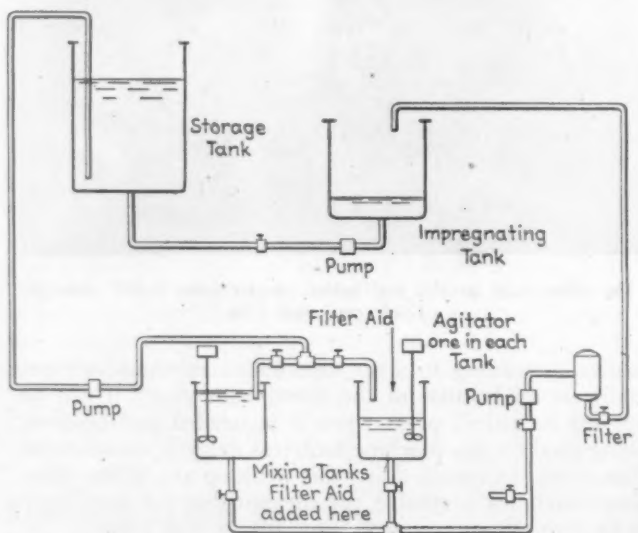 Storage
Tank
Impregnating
Tank
Pump
Filter Aid
Agitator
one in each
Tank
Pump
Pump
Filter
Mixing Tanks
Filter Aid
added here